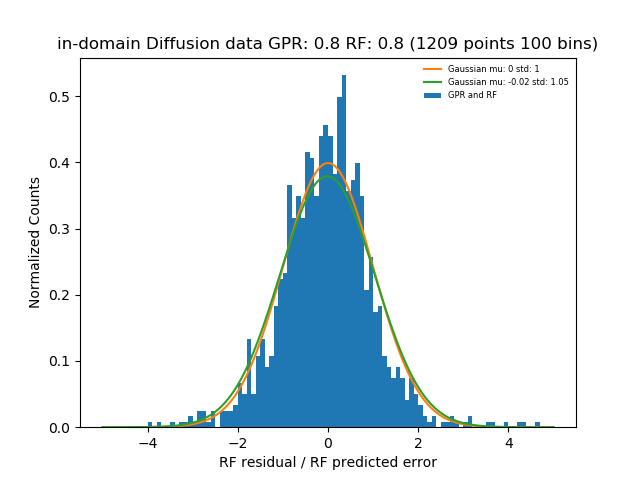 in-domain Diffusion data GPR: 0.8 RF: 0.8 (1209 points 100 bins)
Gaussian mu: 0 std: 1
Gaussian mu: -0.02 std: 1.05
GPR and RF
Normalized Counts
0.5
0.4
0.3
0.2
0.1
0.0
−4 −2 0 2 4
RF residual / RF predicted error